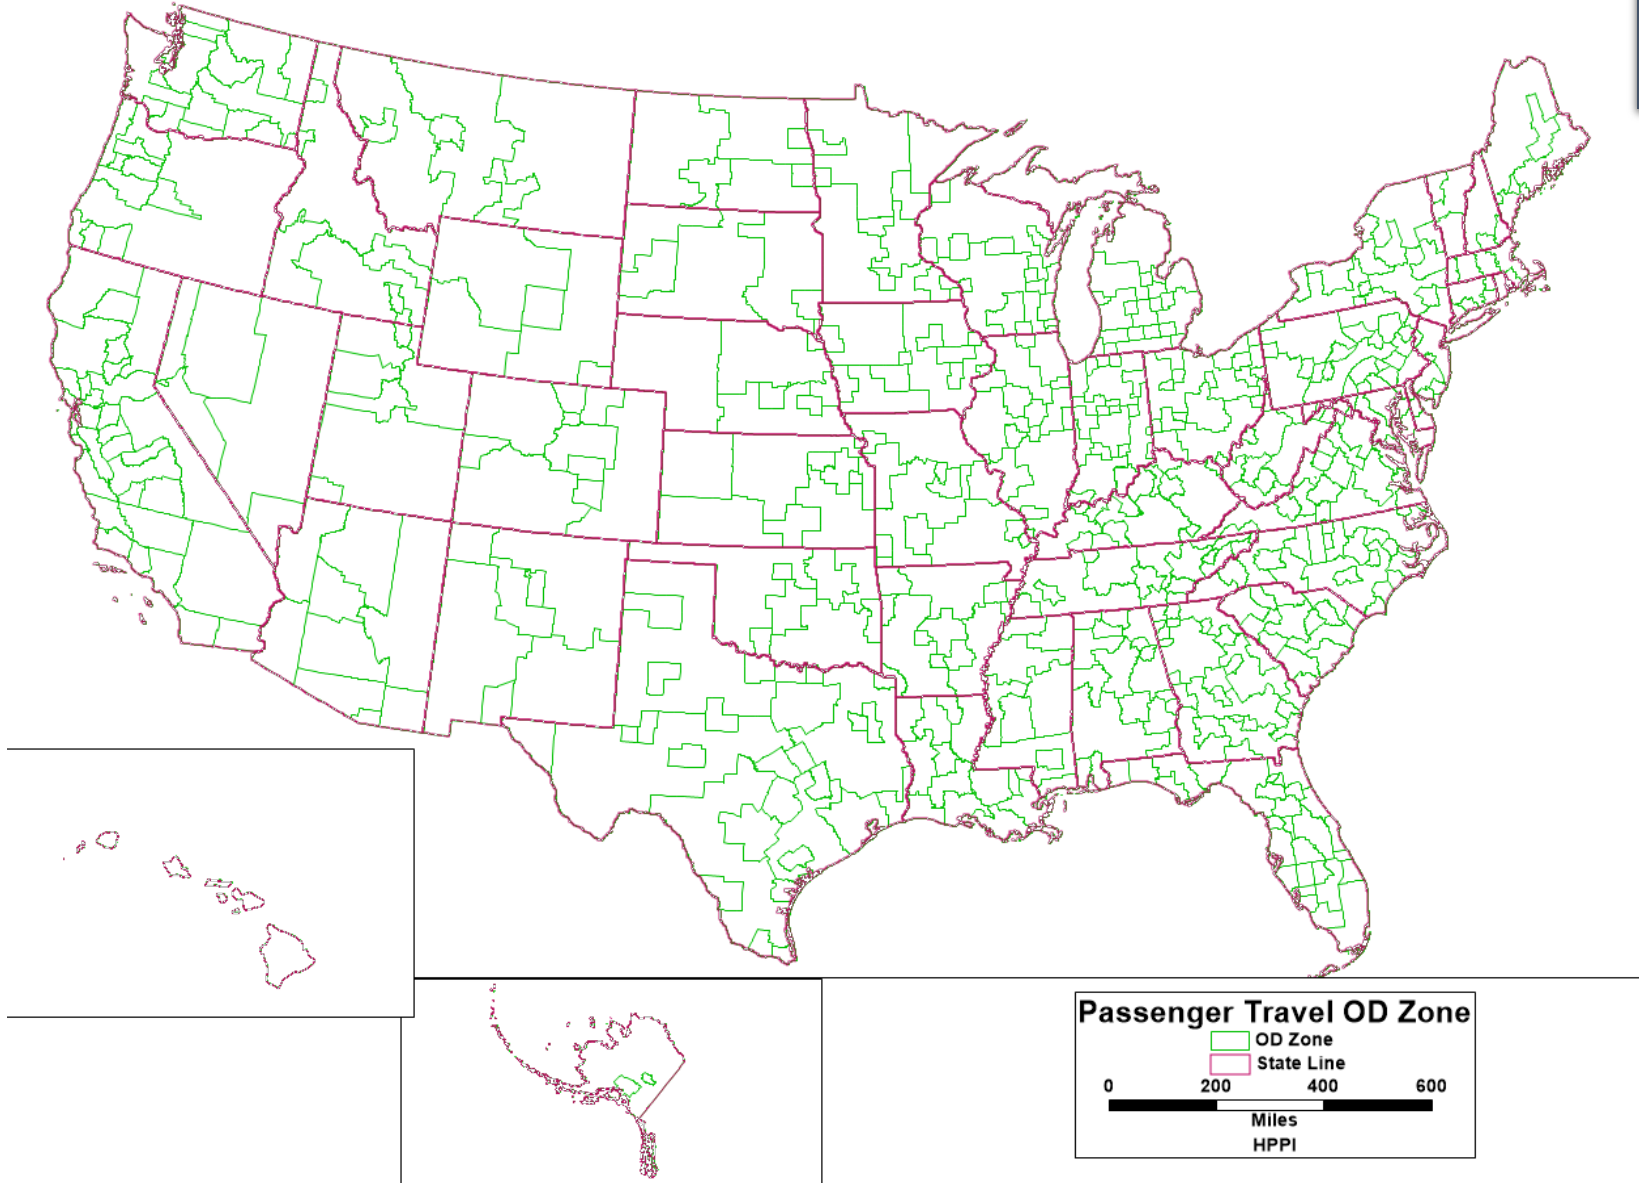 Passenger Travel OD Zone
OD Zone
State Line
0 200 400 600
Miles
HPPI